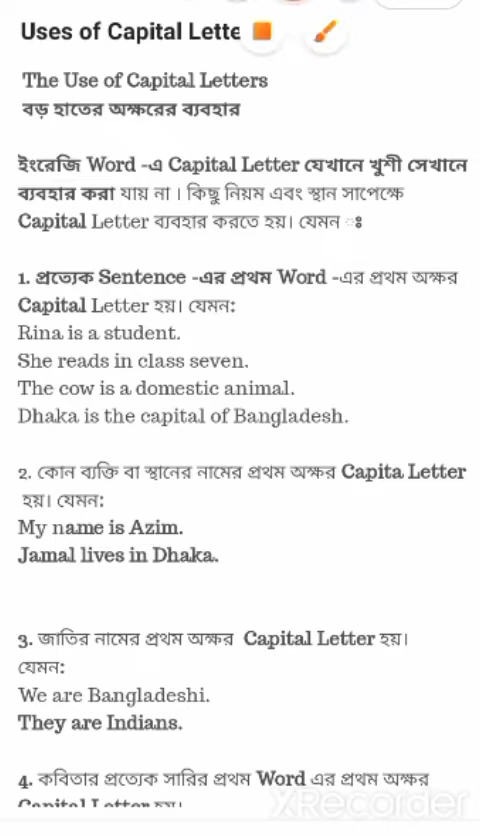 Uses of Capital Lette
The Use of Capital Letters
বড় হাতের অক্ষরের ব্যবহার
ইংরেজি Word -এ Capital Letter যেখানে খুশী সেখানে
ব্যবহার করা যায় না । কিছু নিয়ম এবং স্থান সাপেক্ষে
Capital Letter ব্যবহার করতে হয়। যেমন ঃ
1. প্রত্যেক Sentence -এর প্রথম Word -এর প্রথম অক্ষর
Capital Letter হয়। যেমন:
Rina is a student.
She reads in class seven.
The cow is a domestic animal.
Dhaka is the capital of Bangladesh.
2. কোন ব্যক্তি বা স্থানের নামের প্রথম অক্ষর Capita Letter
হয়। যেমন:
My name is Azim.
Jamal lives in Dhaka.
3. জাতির নামের প্রথম অক্ষর Capital Letter হয়।
যেমন:
We are Bangladeshi.
They are Indians.
4. কবিতার প্রত্যেক সারির প্রথম Word এর প্রথম অক্ষর
Capital Letter হয়।
XRecorder